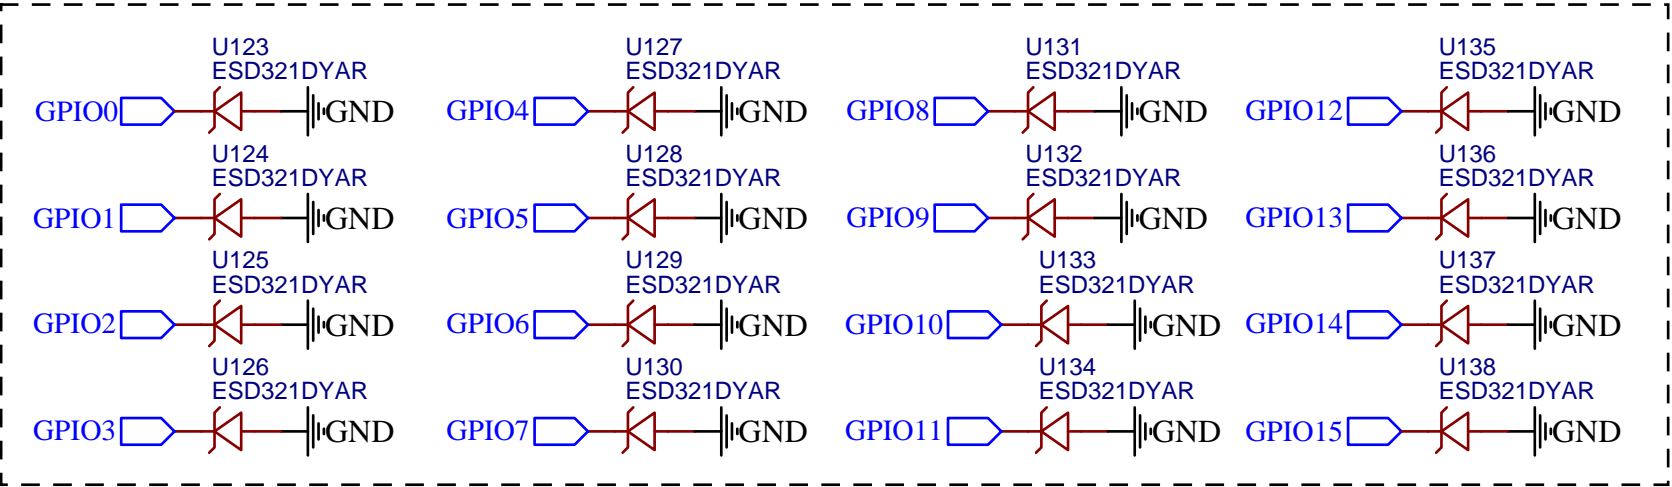 U123
ESD321DYAR
GPIO0 GND
U124
ESD321DYAR
GPIO1 GND
U125
ESD321DYAR
GPIO2 GND
U126
ESD321DYAR
GPIO3 GND
U127
ESD321DYAR
GPIO4 GND
U128
ESD321DYAR
GPIO5 GND
U129
ESD321DYAR
GPIO6 GND
U130
ESD321DYAR
GPIO7 GND
U131
ESD321DYAR
GPIO8 GND
U132
ESD321DYAR
GPIO9 GND
U133
ESD321DYAR
GPIO10 GND
U134
ESD321DYAR
GPIO11 GND
U135
ESD321DYAR
GPIO12 GND
U136
ESD321DYAR
GPIO13 GND
U137
ESD321DYAR
GPIO14 GND
U138
ESD321DYAR
GPIO15 GND